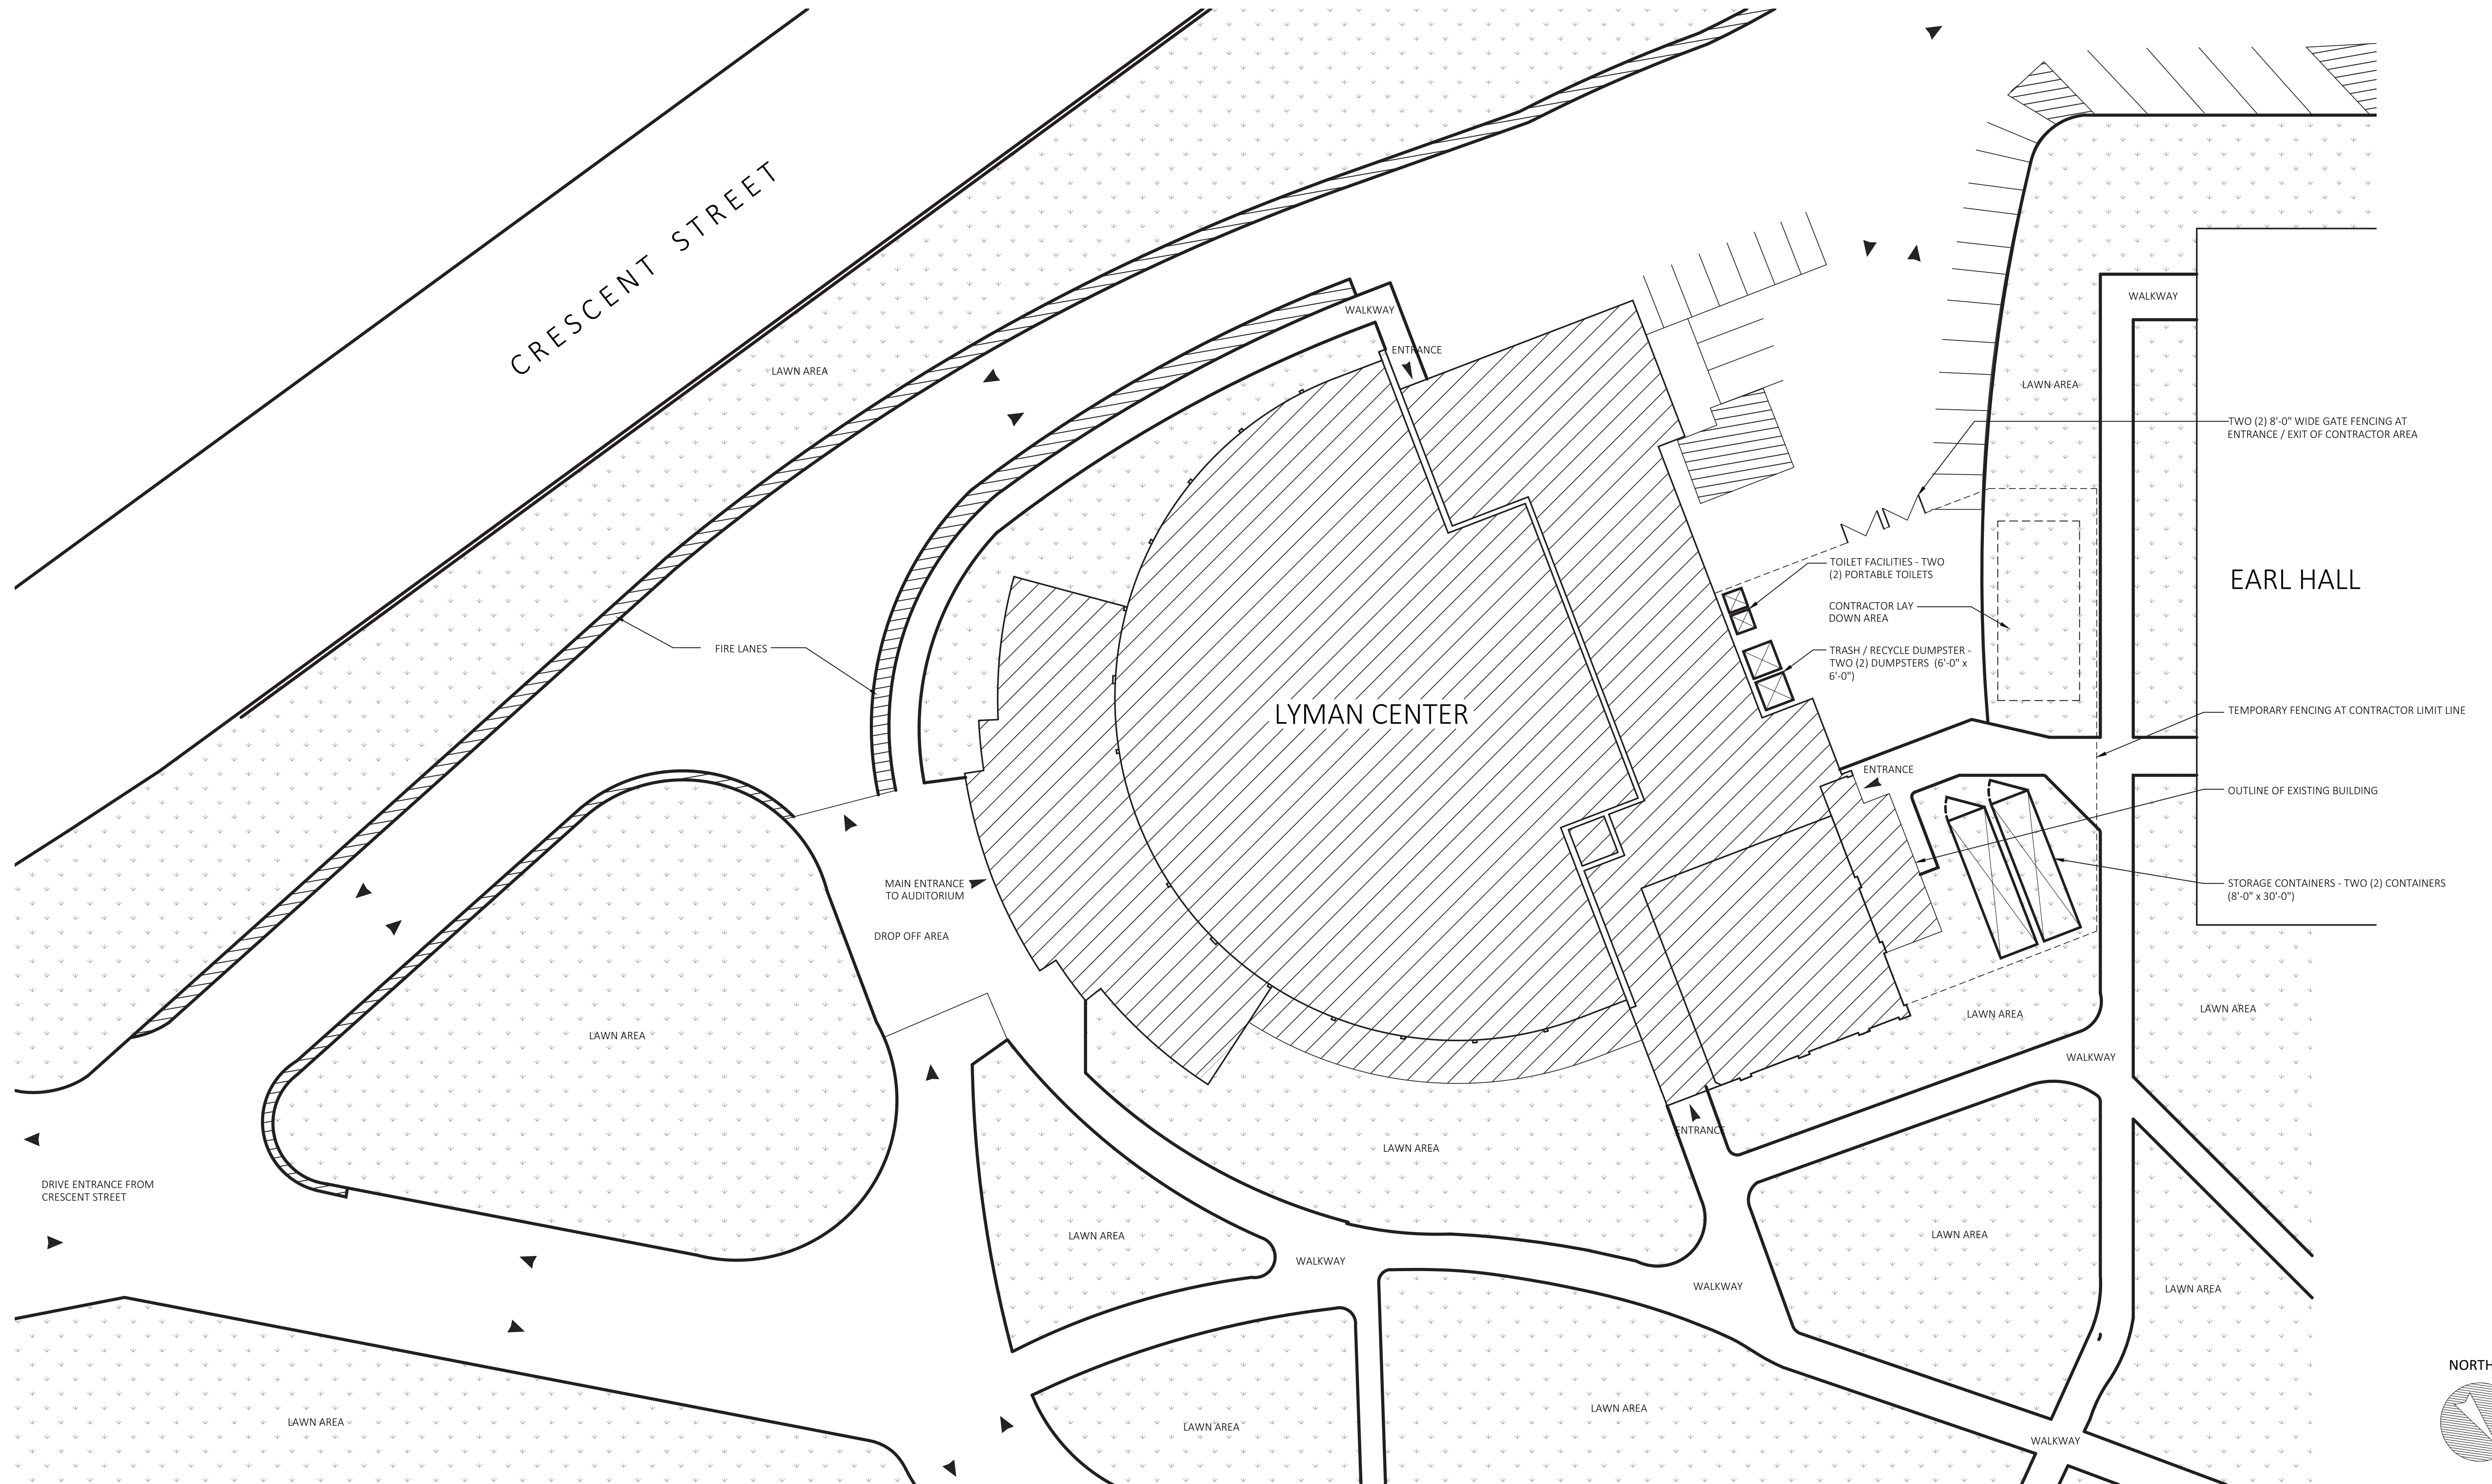 CRESCENT STREET
WALKWAY
WALKWAY
ENTRANCE
LAWN AREA
LAWN AREA
TWO (2) 8'-0" WIDE GATE FENCING AT
ENTRANCE / EXIT OF CONTRACTOR AREA
TOILET FACILITIES - TWO
(2) PORTABLE TOILETS
EARL HALL
CONTRACTOR LAY
DOWN AREA
FIRE LANES
TRASH / RECYCLE DUMPSTER -
TWO (2) DUMPSTERS (6'-0" x
6'-0")
LYMAN CENTER
TEMPORARY FENCING AT CONTRACTOR LIMIT LINE
ENTRANCE
OUTLINE OF EXISTING BUILDING
MAIN ENTRANCE
TO AUDITORIUM
STORAGE CONTAINERS - TWO (2) CONTAINERS
(8'-0" x 30'-0")
DROP OFF AREA
LAWN AREA
LAWN AREA
LAWN AREA
WALKWAY
ENTRANCE
LAWN AREA
DRIVE ENTRANCE FROM
CRESCENT STREET
LAWN AREA
LAWN AREA
WALKWAY
WALKWAY
LAWN AREA
NORTH
LAWN AREA
LAWN AREA
LAWN AREA
WALKWAY